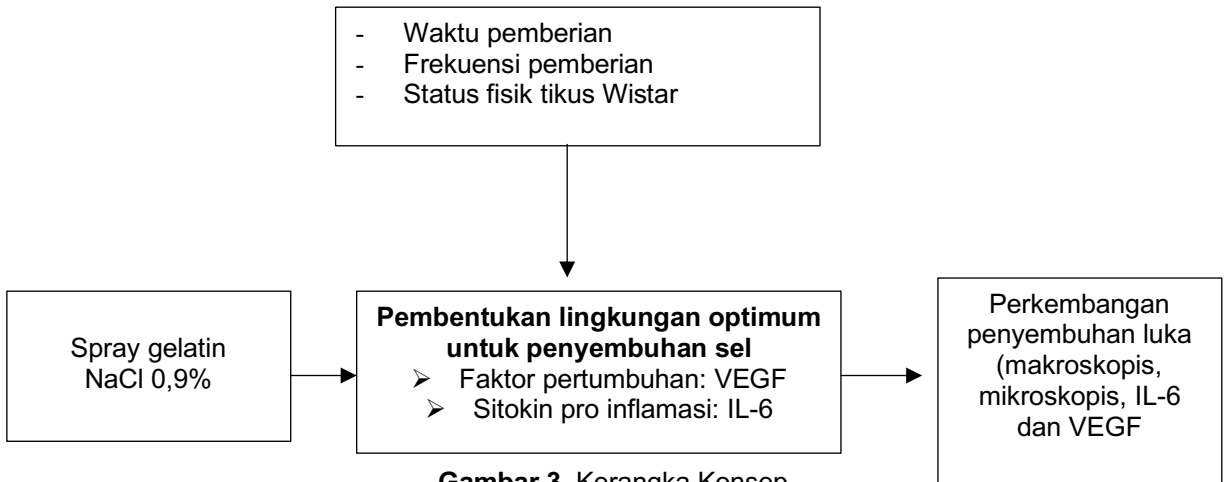 - Waktu pemberian
- Frekuensi pemberian
- Status fisik tikus Wistar
Spray gelatin
NaCl 0,9%
Pembentukan lingkungan optimum
untuk penyembuhan sel
➢ Faktor pertumbuhan: VEGF
➢ Sitokin pro inflamasi: IL-6
Perkembangan
penyembuhan luka
(makroskopis,
mikroskopis, IL-6
dan VEGF
Gambar 3. Kerangka Konsep